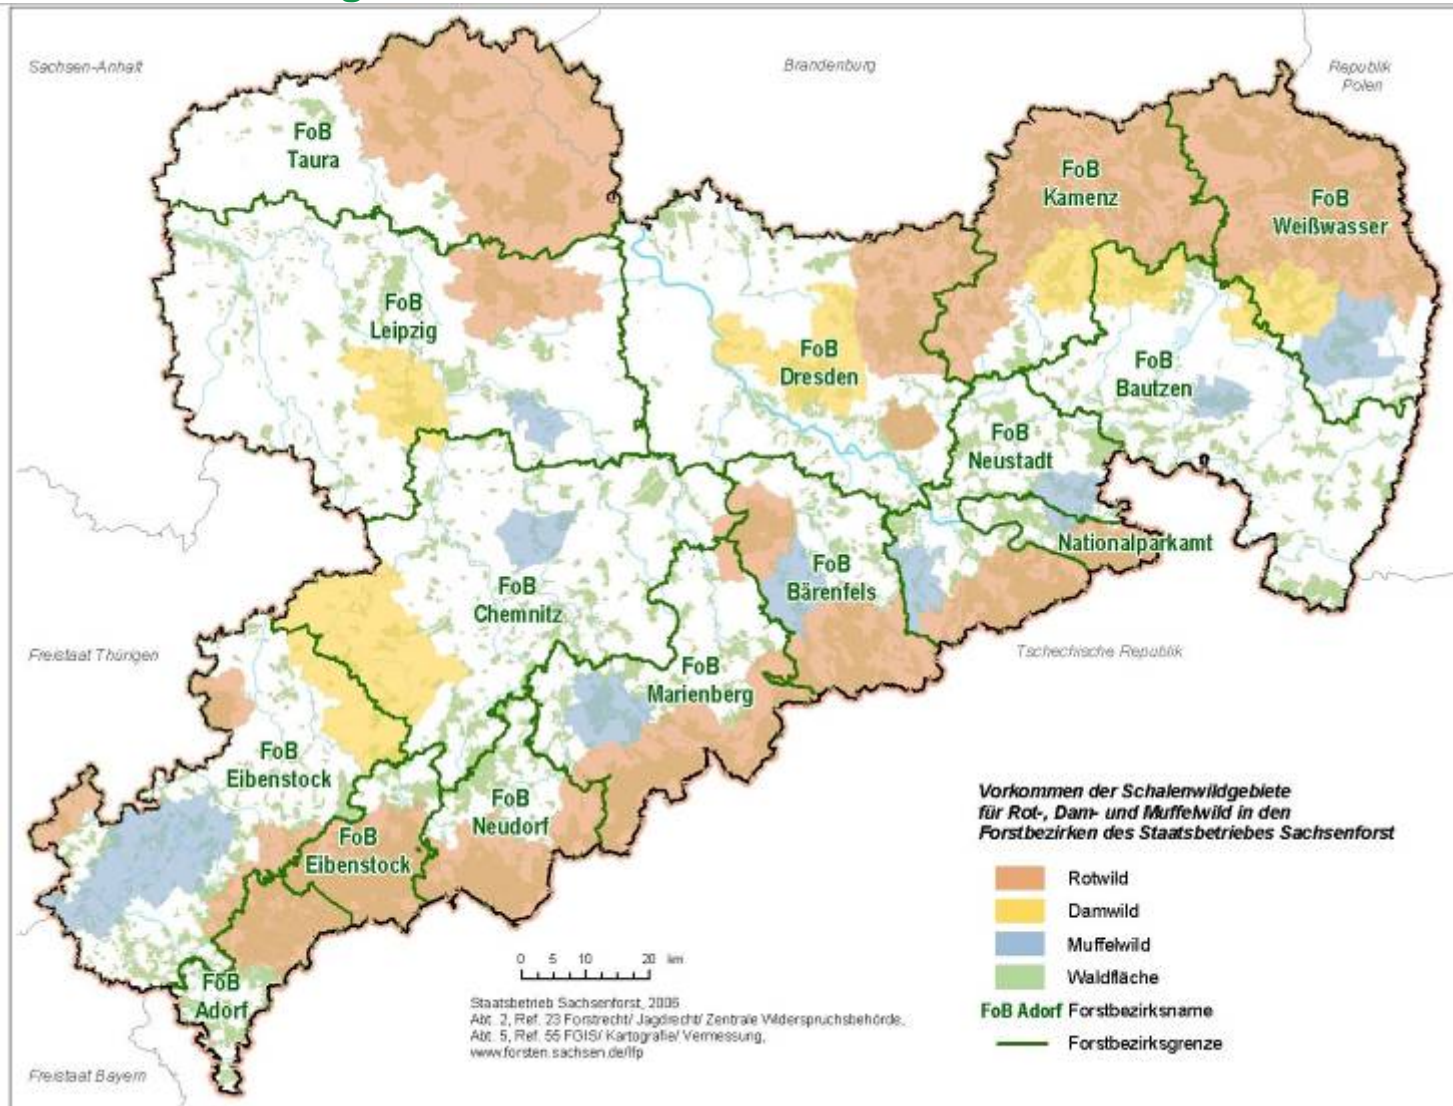 Sachsen-Anhalt
Brandenburg
Republik
Polen
FoB
Taura
FoB
Kamenz
FoB
Weißwasser
FoB
Leipzig
FoB
Dresden
FoB
Bautzen
FoB
Neustadt
Nationalparkamt
FoB
Bärenfels
FoB
Chemnitz
Freistaat Thürigen
Tschechische Republik
FoB
Marienberg
FoB
Eibenstock
FoB
Neudorf
FoB
Eibenstock
FoB
Adorf
Freistaat Bayern
0 5 10 20 km
Staatsbetrieb Sachsenforst, 2006
Abt. 2, Ref. 23 Forstrecht/ Jagdrecht/ Zentrale Widerspruchsbehörde,
Abt. 5, Ref. 55 FGIS/ Kartografie/ Vermessung,
www.forsten.sachsen.de/lfp
Vorkommen der Schalenwildgebiete
für Rot-, Dam- und Muffelwild in den
Forstbezirken des Staatsbetriebes Sachsenforst
Rotwild
Damwild
Muffelwild
Waldfläche
FoB Adorf Forstbezirksname
Forstbezirksgrenze